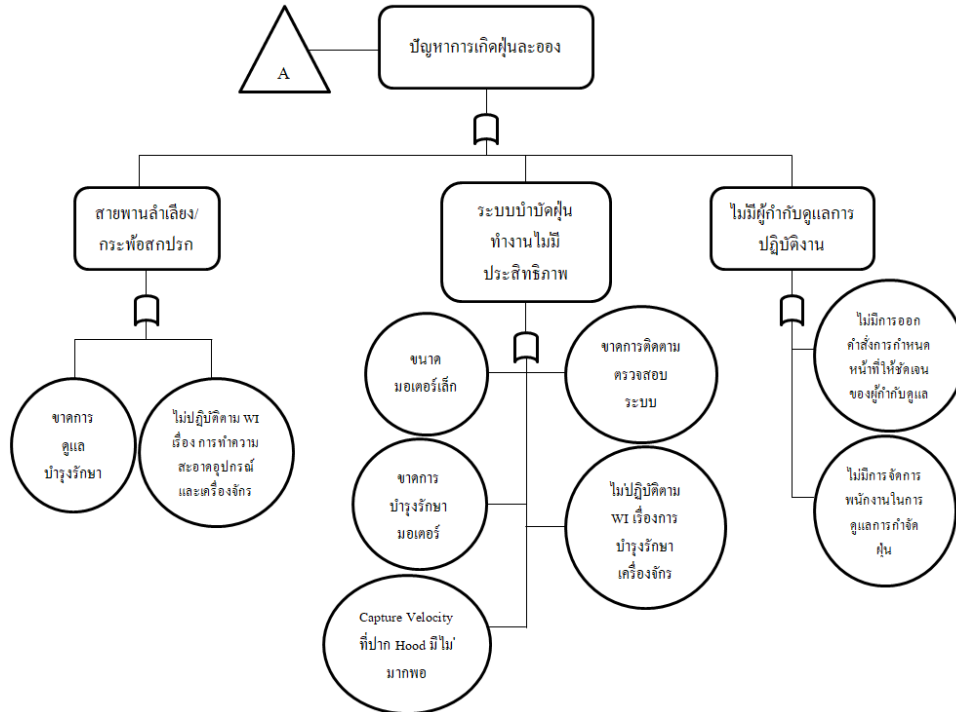 ปัญหาการเกิดฝุ่นละออง
A
สายพานลำเลียง/
กระพ้อสกปรก
ระบบบำบัดฝุ่น
ทำงานไม่มี
ประสิทธิภาพ
ไม่มีผู้กำกับดูแลการ
ปฏิบัติงาน
ขาดการ
ดูแล
บำรุงรักษา
ไม่ปฏิบัติตาม WI
เรื่อง การทำความ
สะอาดอุปกรณ์
และเครื่องจักร
ขนาด
มอเตอร์เล็ก
ขาดการติดตาม
ตรวจสอบ
ระบบ
ขาดการ
บำรุงรักษา
มอเตอร์
ไม่ปฏิบัติตาม
WI เรื่องการ
บำรุงรักษา
เครื่องจักร
Capture Velocity
ที่ปาก Hood มีไม่
มากพอ
ไม่มีการออก
คำสั่งการกำหนด
หน้าที่ให้ชัดเจน
ของผู้กำกับดูแล
ไม่มีการจัดการ
พนักงานในการ
ดูแลการกำจัด
ฝุ่น